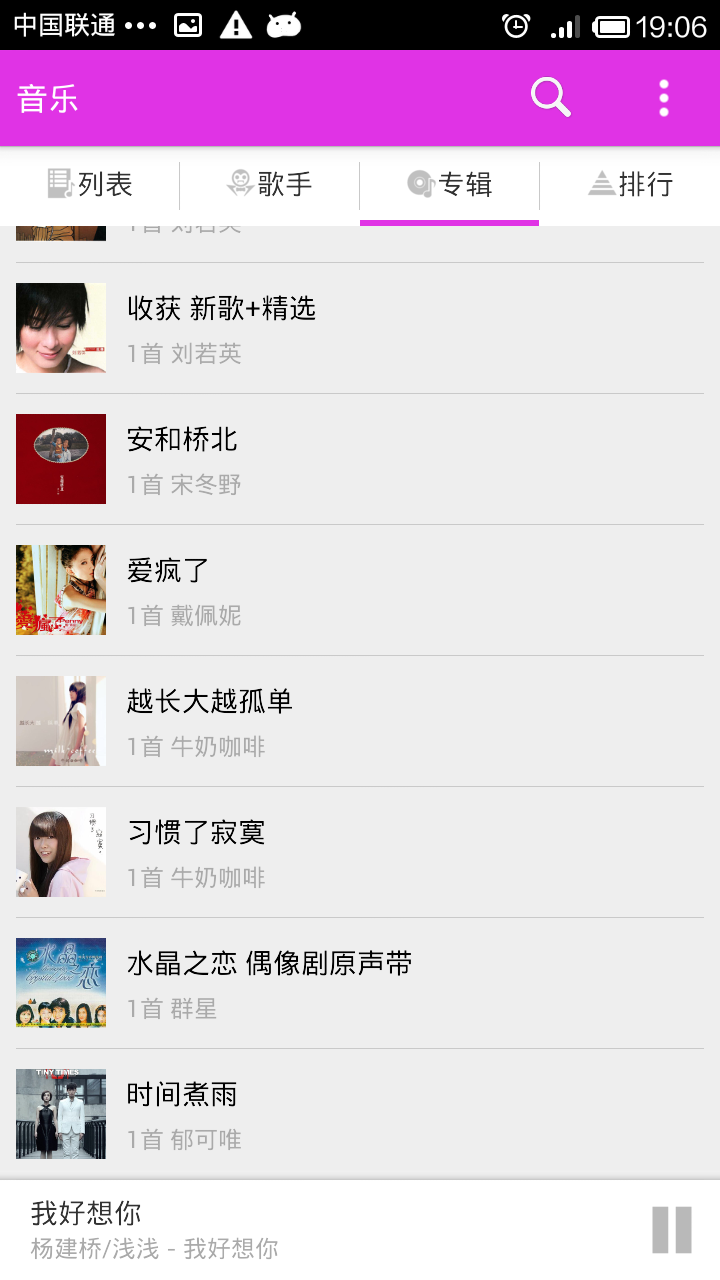 中国联通 ••• 19:06
音乐
列表 歌手 专辑 排行
1首 刘若英
收获 新歌+精选
1首 刘若英
安和桥北
1首 宋冬野
爱疯了
1首 戴佩妮
越长大越孤单
milk coffee
1首 牛奶咖啡
习惯了寂寞
1首 牛奶咖啡
水晶之恋 偶像剧原声带
1首 群星
TINY TIMES
时间煮雨
1首 郁可唯
我好想你
杨建桥/浅浅 - 我好想你